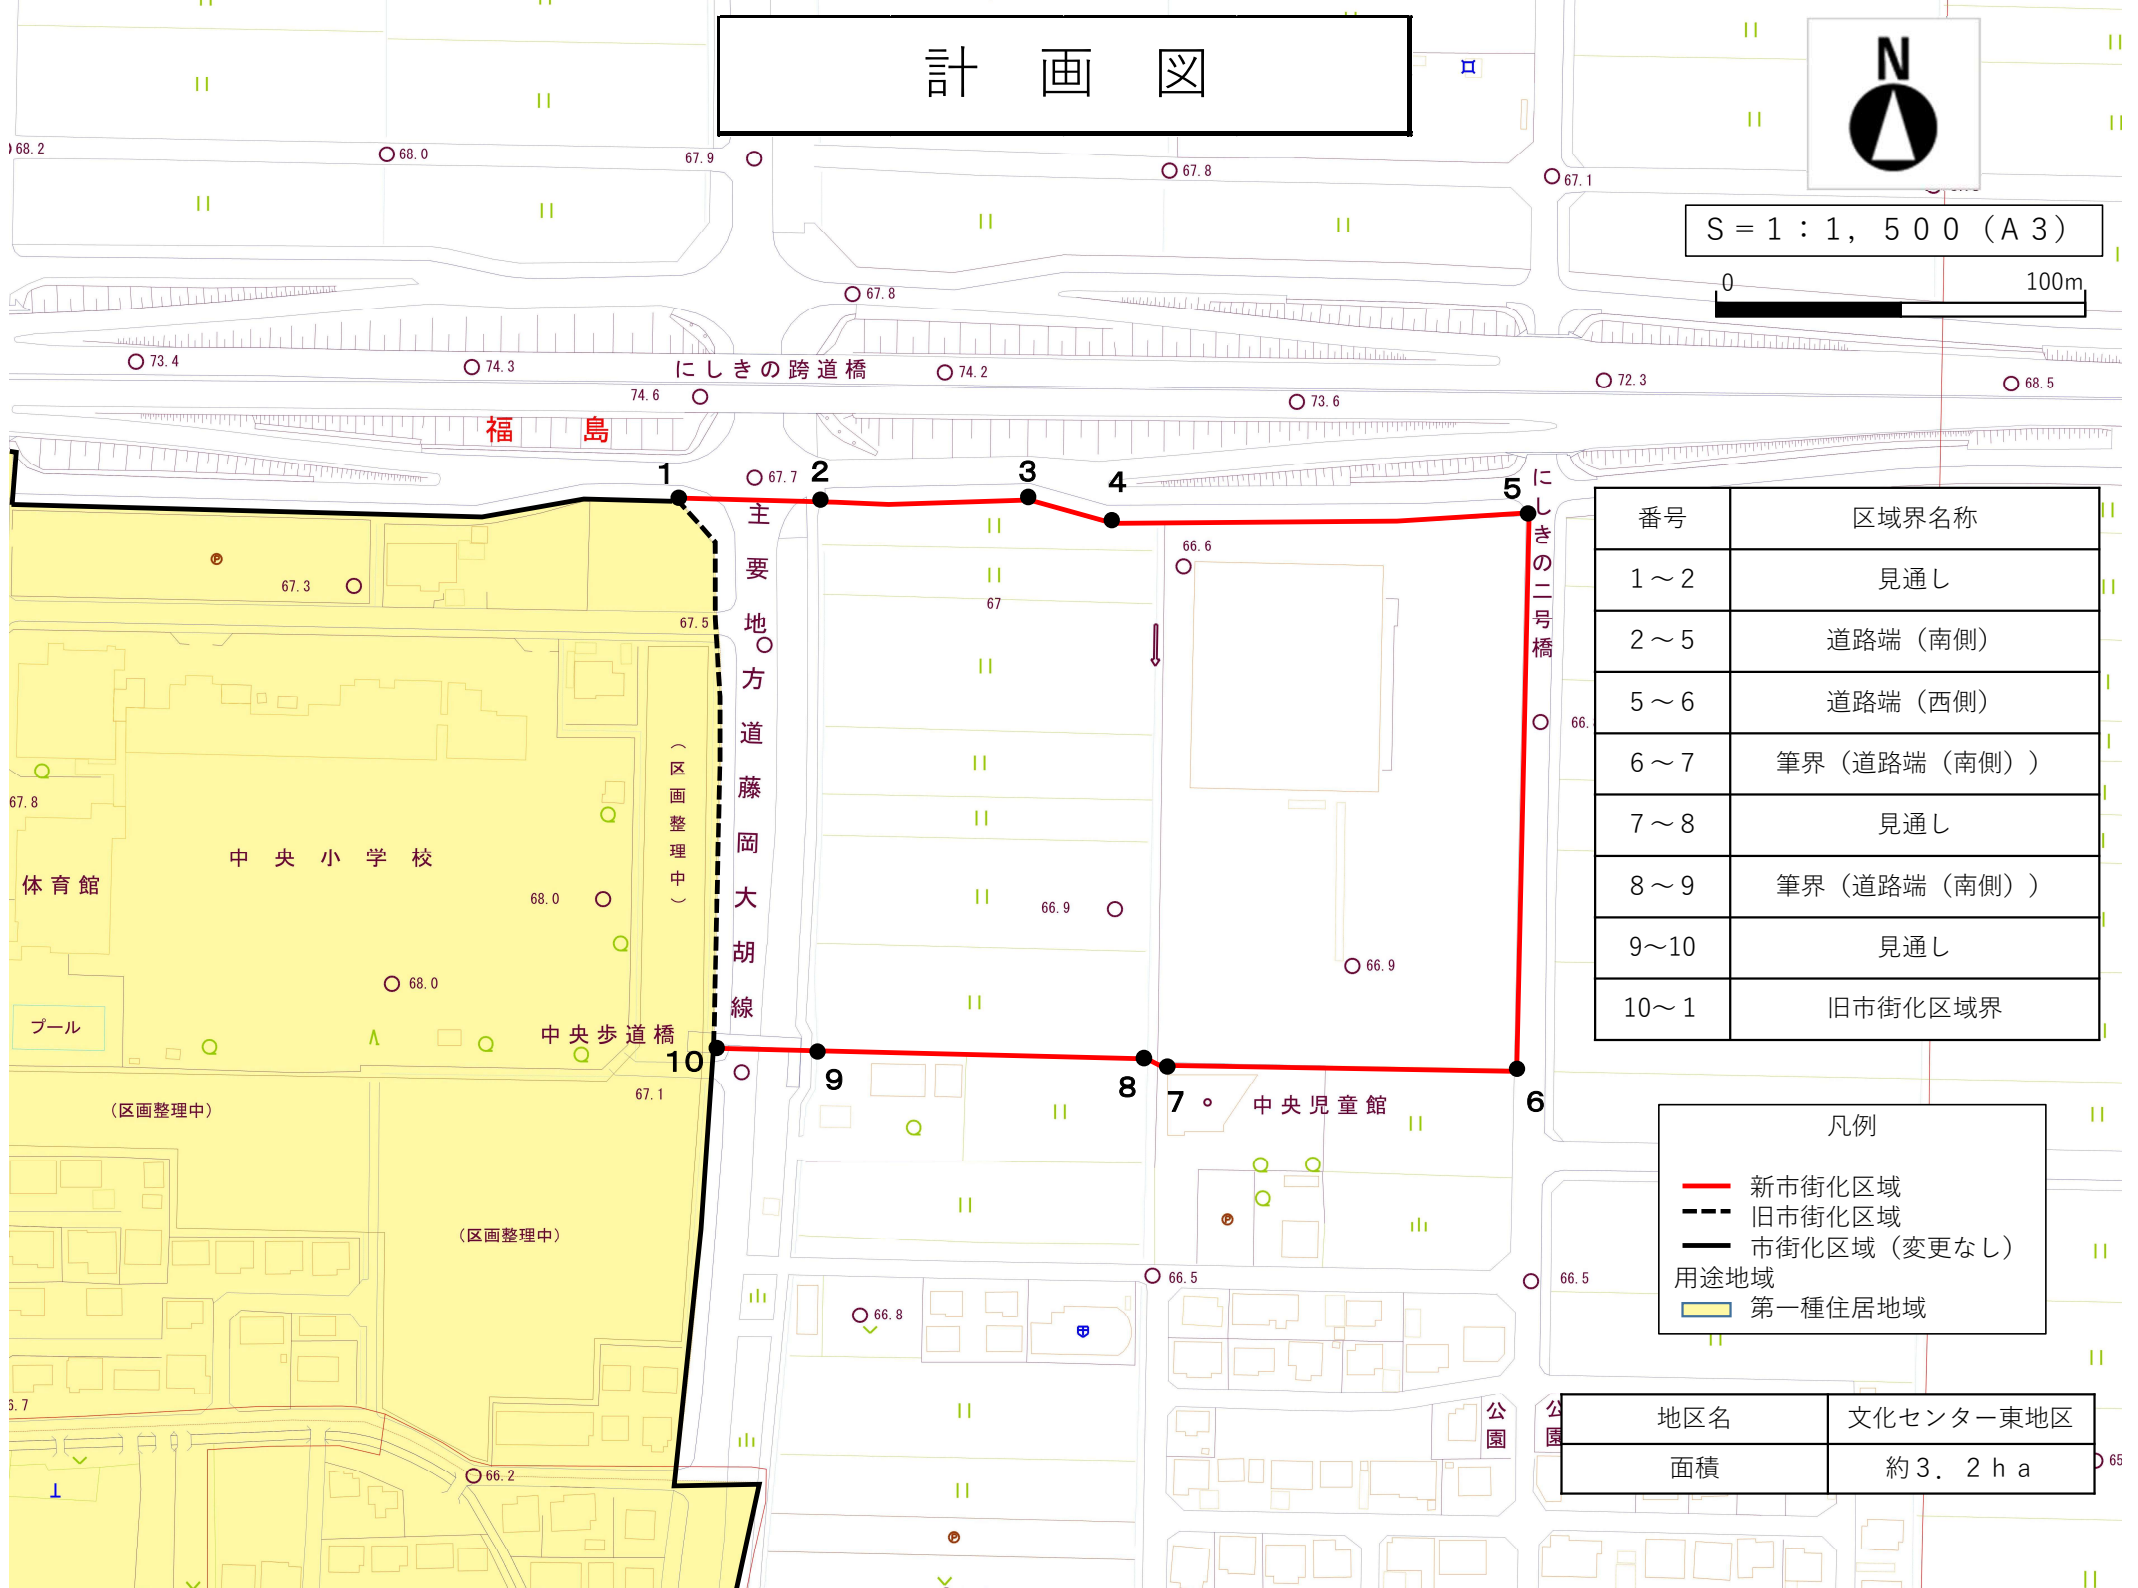 計 画 図
N
S＝1：1，500（A3）
0 100m
68.2
68.0
67.9
67.8
67.1
67.8
73.4
74.3
にしきの跨道橋
74.2
72.3
68.5
74.6
73.6
福 島
1
67.7
2
3
4
5
主要地方道藤岡大胡線
にしきの二号橋
番号 区域界名称
1～2 見通し
2～5 道路端（南側）
5～6 道路端（西側）
6～7 筆界（道路端（南側））
7～8 見通し
8～9 筆界（道路端（南側））
9～10 見通し
10～1 旧市街化区域界
66.6
67.3
67
67.5
66.
（区画整理中）
67.8
中央小学校
体育館
68.0
66.9
66.9
68.0
プール
中央歩道橋
10
9
8
7
6
67.1
中央児童館
（区画整理中）
（区画整理中）
凡例
新市街化区域
旧市街化区域
市街化区域（変更なし）
用途地域
第一種住居地域
66.5
66.5
66.8
6.7
公園
公園
地区名 文化センター東地区
面積 約3．2ha
66.2
65